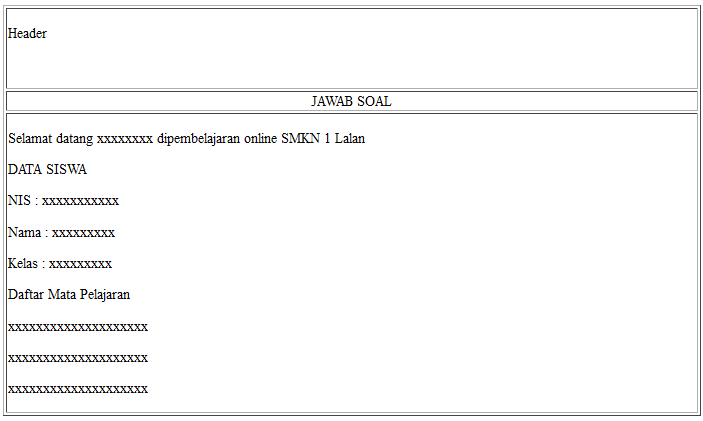 Header
JAWAB SOAL
Selamat datang xxxxxxxx dipembelajaran online SMKN 1 Lalan
DATA SISWA
NIS : xxxxxxxxxxx
Nama : xxxxxxxxx
Kelas : xxxxxxxxx
Daftar Mata Pelajaran
xxxxxxxxxxxxxxxxxxxx
xxxxxxxxxxxxxxxxxxxx
xxxxxxxxxxxxxxxxxxxx